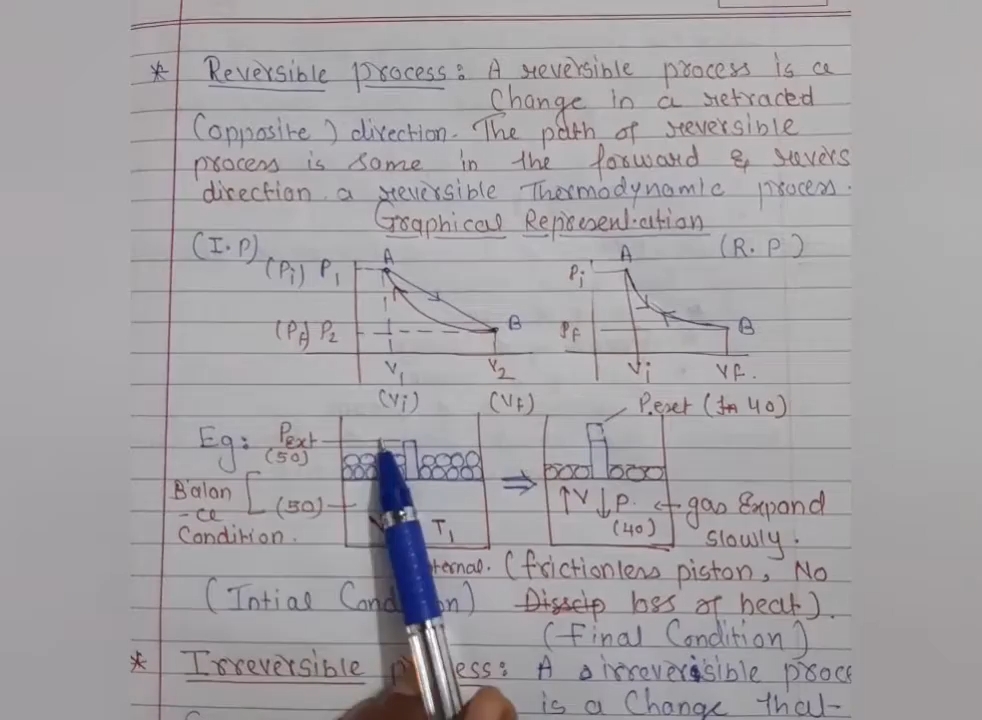 * Reversible process: A reversible process is a
Change in a retraced
(opposite) direction. The path of reversible
process is same in the forward & revers
direction a reversible Thermodynamic process.
Graphical Representation
(I.P) (R.P)
(Pi) P1 A
(Pf) P2 B
V1 V2
(Vi) (Vf)
Pi A
Pf B
Vi Vf.
Eg: Pext (50)
Pext (40)
Balan [ (50)
-ce
Condition.
T1
⇒ ↑V ↓P. (40) ← gas Expand
slowly.
ternal. (frictionless piston, No
loss of heat).
(Intial Cond n)
(final Condition)
* Irreversible p ess: A irreversible proce
is a Change that-